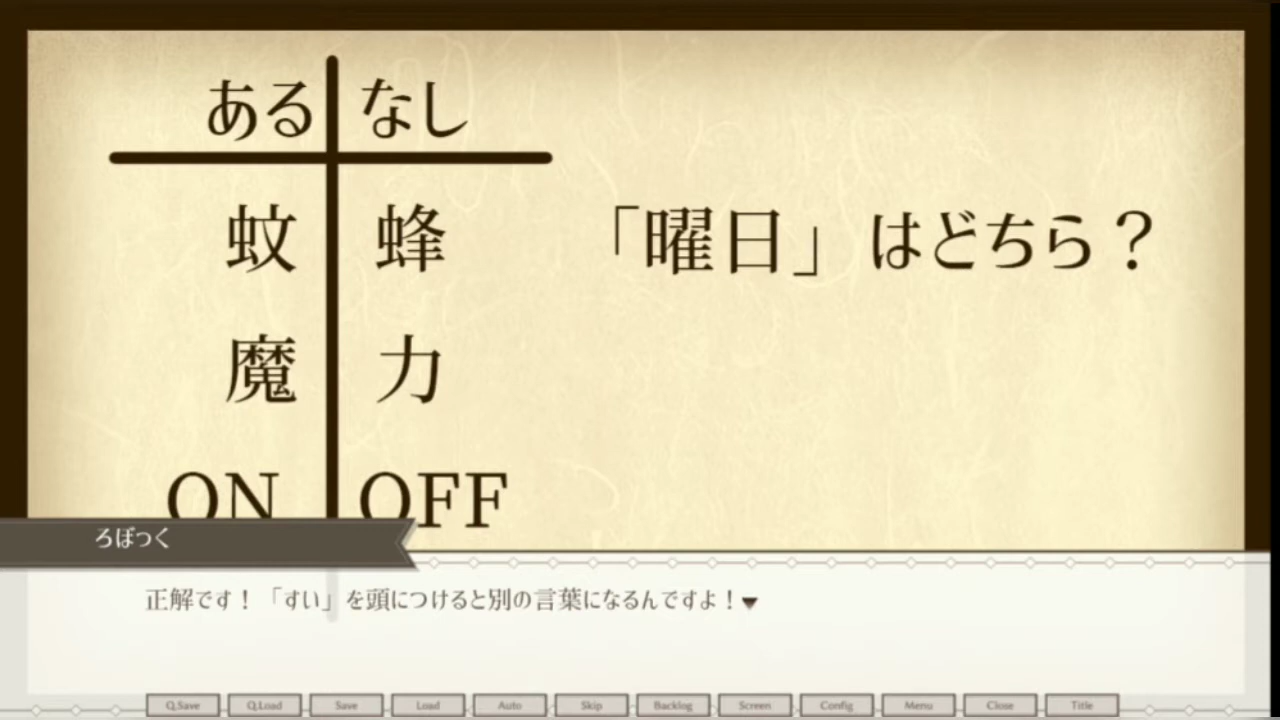 ある なし
蚊 蜂
「曜日」はどちら？
魔 力
ON OFF
ろぼっく
正解です！「すい」を頭につけると別の言葉になるんですよ！
Q.Save Q.Load Save Load Auto Skip Backlog Screen Config Menu Close Title